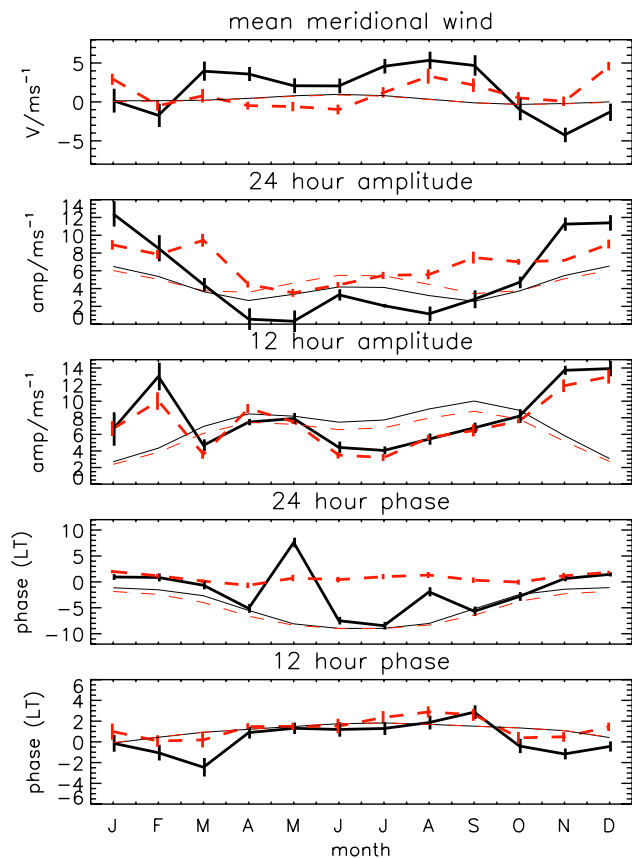 mean meridional wind
5
0
−5
V/ms⁻¹
24 hour amplitude
14
12
10
8
6
4
2
0
amp/ms⁻¹
12 hour amplitude
14
12
10
8
6
4
2
0
amp/ms⁻¹
24 hour phase
10
5
0
−5
−10
phase (LT)
12 hour phase
6
4
2
0
−2
−4
−6
phase (LT)
J F M A M J J A S O N D
month